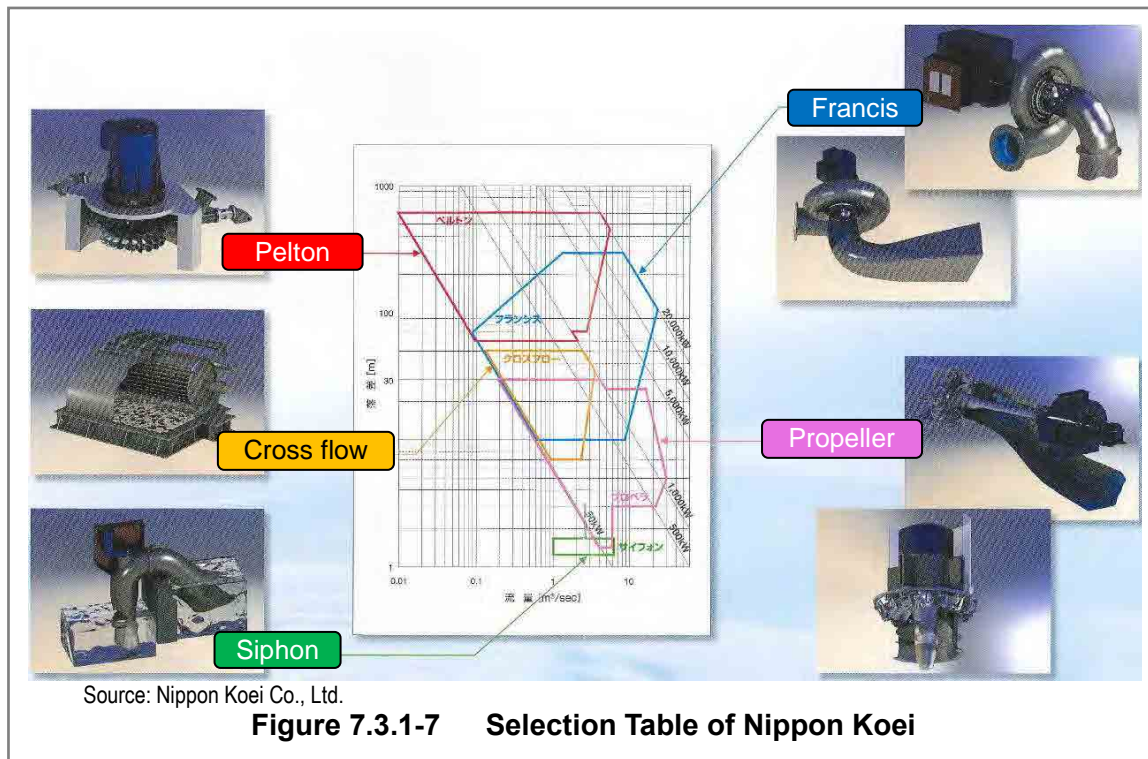 Francis
Pelton
Cross flow
Propeller
Siphon
1000
100
30
1
落差 [m]
0.01
0.1
1
10
流量 [m³/sec]
ペルトン
フランシス
クロスフロー
プロペラ
サイフォン
20,000kW
10,000kW
5,000kW
1,000kW
500kW
50kW
Source: Nippon Koei Co., Ltd.
Figure 7.3.1-7 Selection Table of Nippon Koei